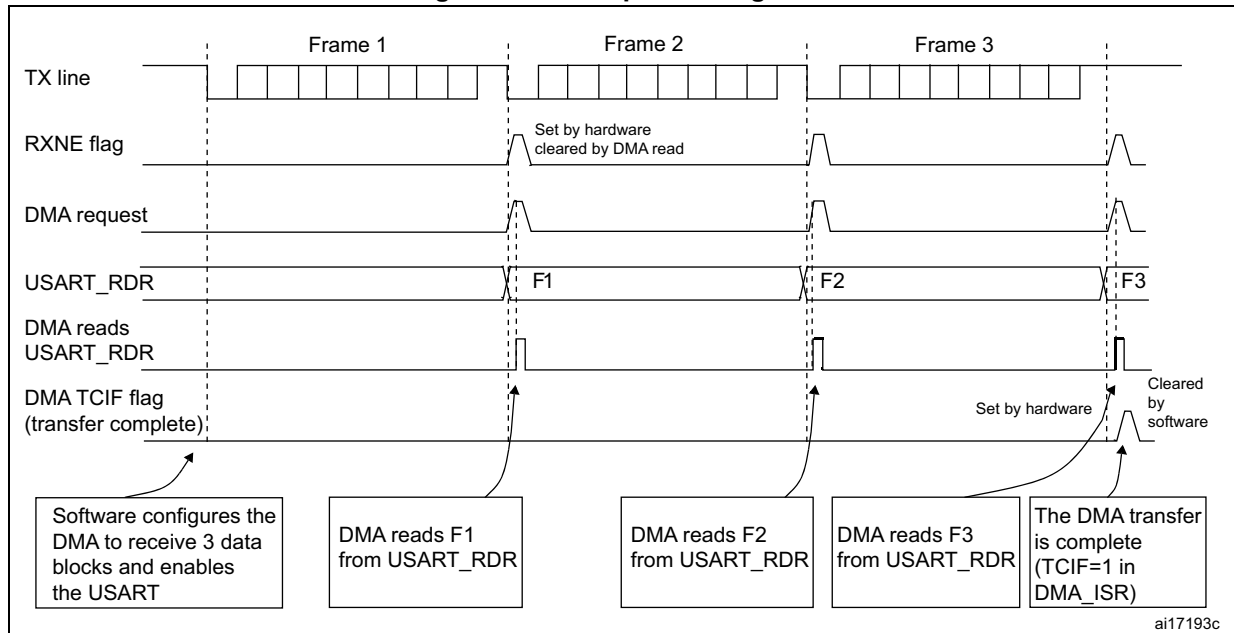 Frame 1
Frame 2
Frame 3
TX line
RXNE flag
Set by hardware
cleared by DMA read
DMA request
USART_RDR
F1
F2
F3
DMA reads
USART_RDR
DMA TCIF flag
(transfer complete)
Set by hardware
Cleared
by
software
Software configures the
DMA to receive 3 data
blocks and enables
the USART
DMA reads F1
from USART_RDR
DMA reads F2
from USART_RDR
DMA reads F3
from USART_RDR
The DMA transfer
is complete
(TCIF=1 in
DMA_ISR)
ai17193c